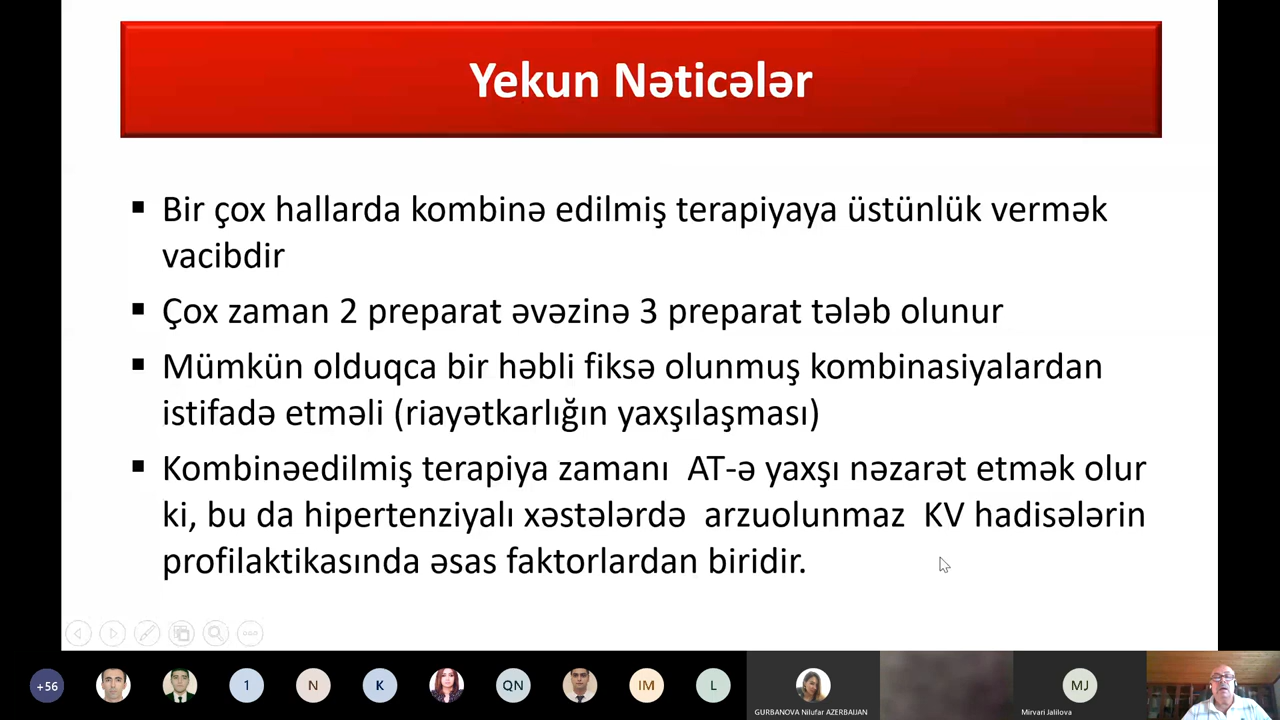 Yekun Nəticələr
Bir çox hallarda kombinə edilmiş terapiyaya üstünlük vermək
vacibdir
Çox zaman 2 preparat əvəzinə 3 preparat tələb olunur
Mümkün olduqca bir həbli fiksə olunmuş kombinasiyalardan
istifadə etməli (riayətkarlığın yaxşılaşması)
Kombinəedilmiş terapiya zamanı AT-ə yaxşı nəzarət etmək olur
ki, bu da hipertenziyalı xəstələrdə arzuolunmaz KV hadisələrin
profilaktikasında əsas faktorlardan biridir.
+56
1
N
K
QN
IM
L
GURBANOVA Nilufar AZERBAIJAN
MJ
Mirvari Jalilova